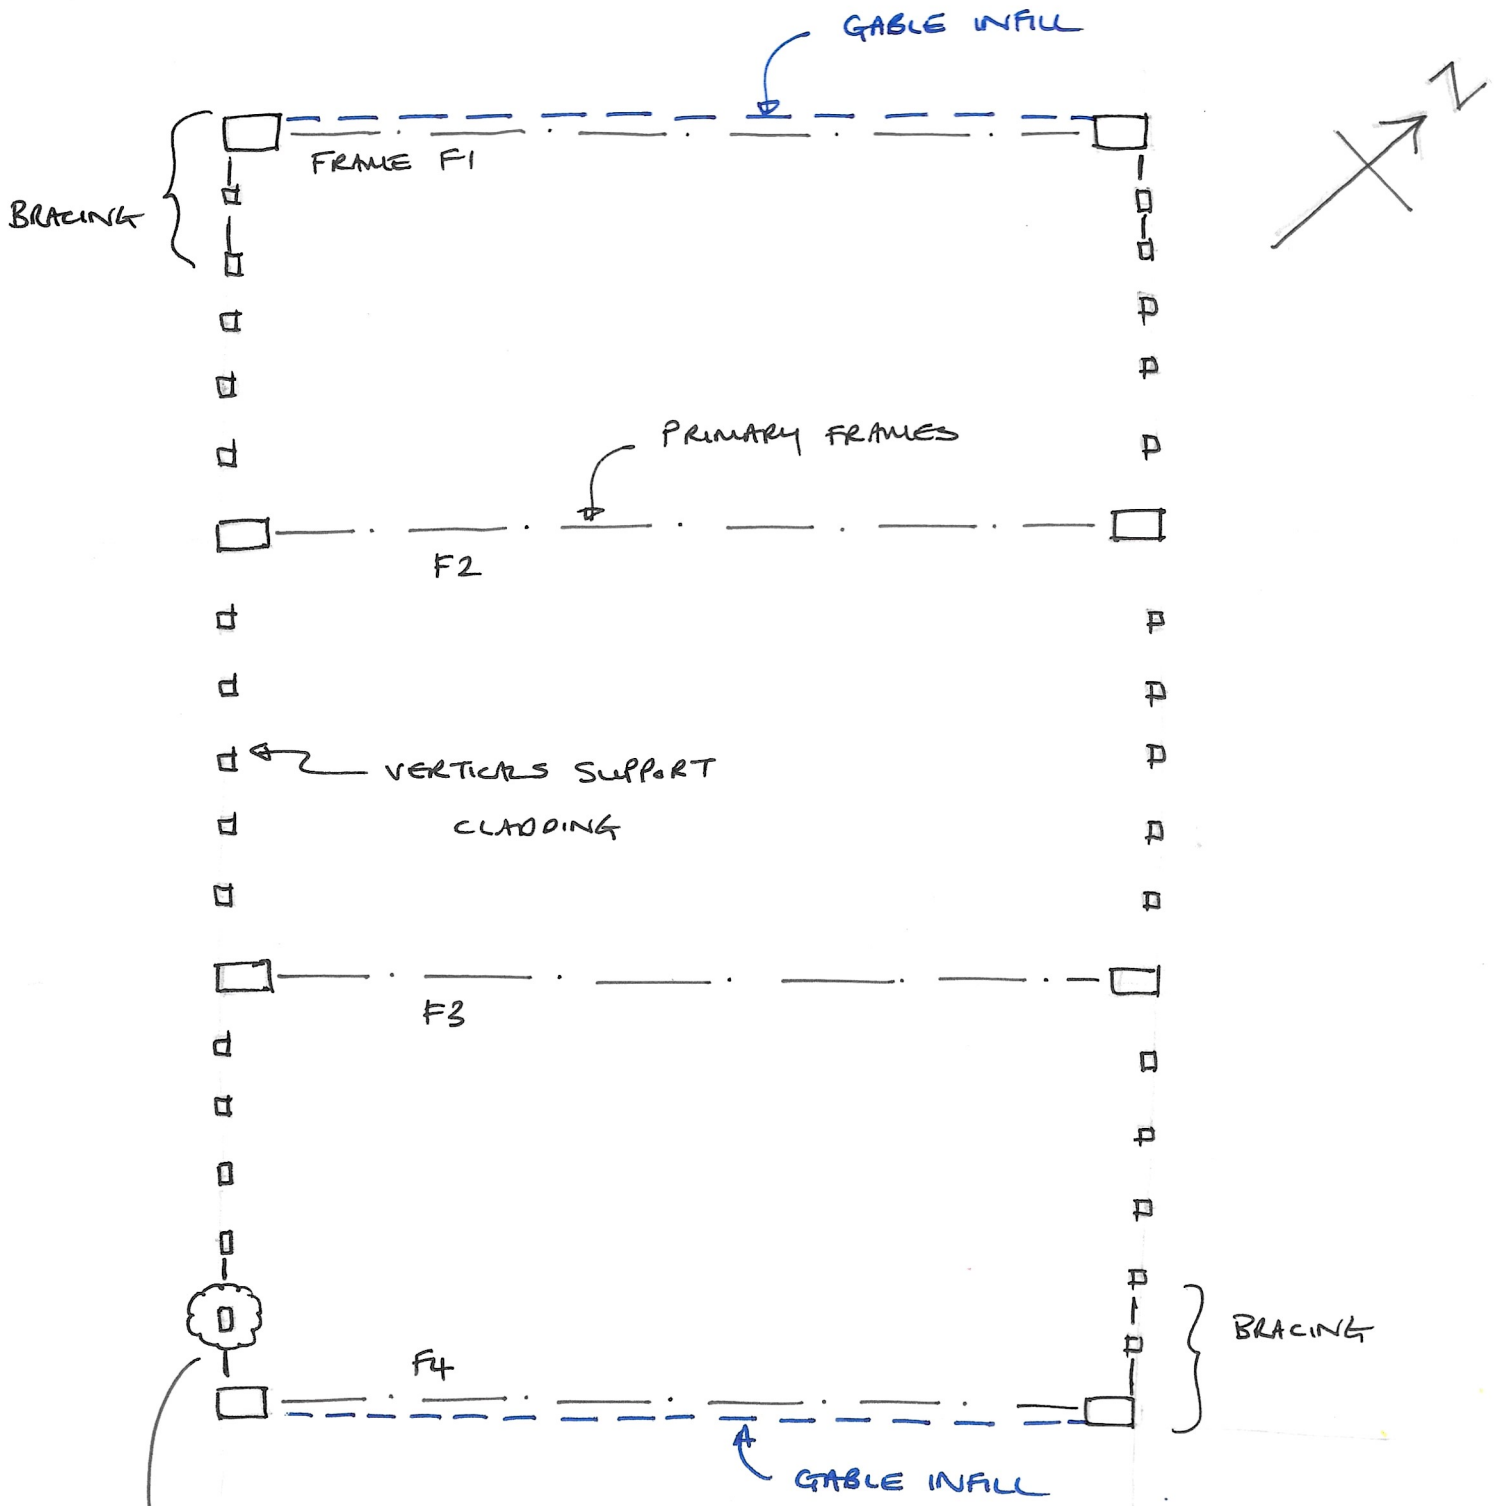 GABLE INFILL
N
FRAME F1
BRACING
PRIMARY FRAMES
F2
VERTICALS SUPPORT
CLADDING
F3
F4
BRACING
GABLE INFILL